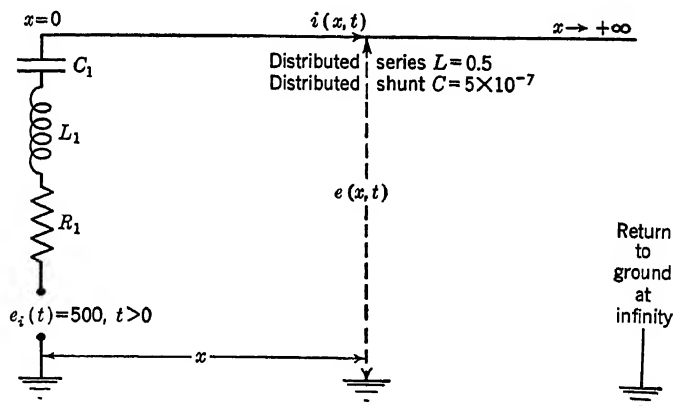 x=0
i(x,t)
x→ +∞
C₁
Distributed series L=0.5
Distributed shunt C=5×10⁻⁷
L₁
e(x,t)
R₁
Return
to
ground
at
infinity
eᵢ(t)=500, t>0
x